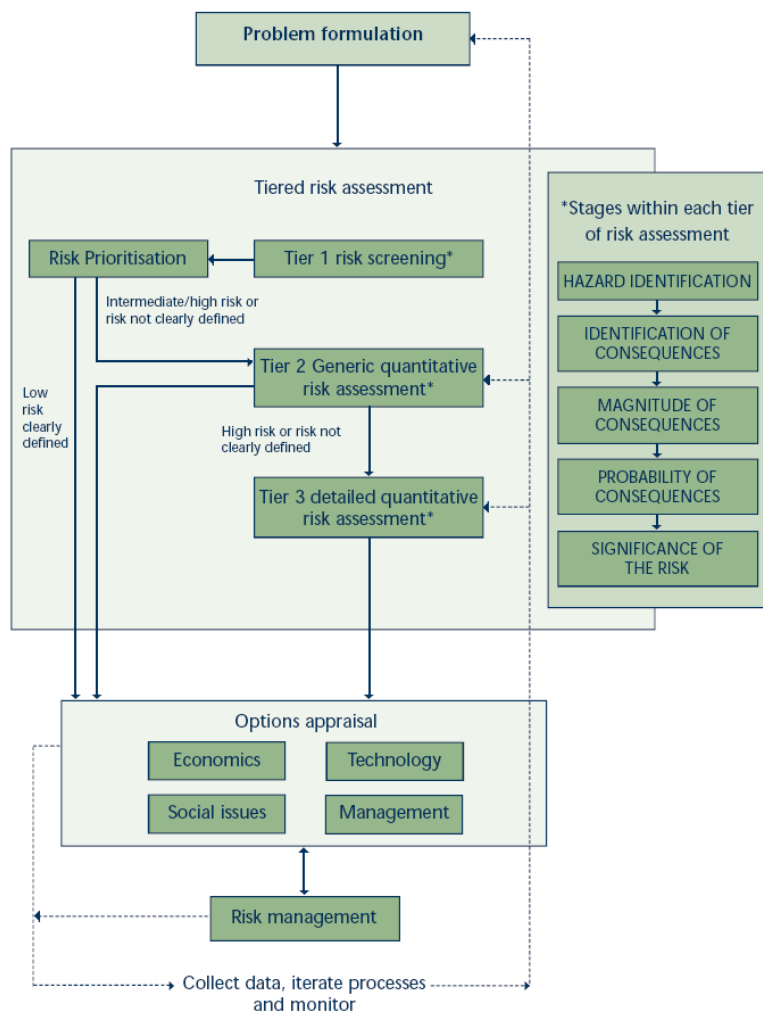 Problem formulation
Tiered risk assessment
Risk Prioritisation
Tier 1 risk screening*
Intermediate/high risk or
risk not clearly defined
Tier 2 Generic quantitative
risk assessment*
Low
risk
clearly
defined
High risk or risk not
clearly defined
Tier 3 detailed quantitative
risk assessment*
*Stages within each tier
of risk assessment
HAZARD IDENTIFICATION
IDENTIFICATION OF
CONSEQUENCES
MAGNITUDE OF
CONSEQUENCES
PROBABILITY OF
CONSEQUENCES
SIGNIFICANCE OF
THE RISK
Options appraisal
Economics
Technology
Social issues
Management
Risk management
Collect data, iterate processes
and monitor